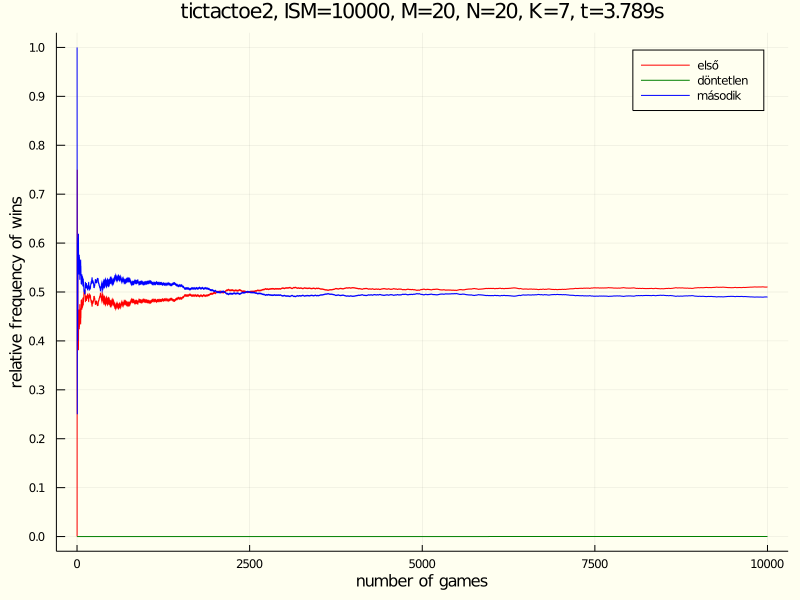 tictactoe2, ISM=10000, M=20, N=20, K=7, t=3.789s
első
döntetlen
második
relative frequency of wins
1.0
0.9
0.8
0.7
0.6
0.5
0.4
0.3
0.2
0.1
0.0
0 2500 5000 7500 10000
number of games